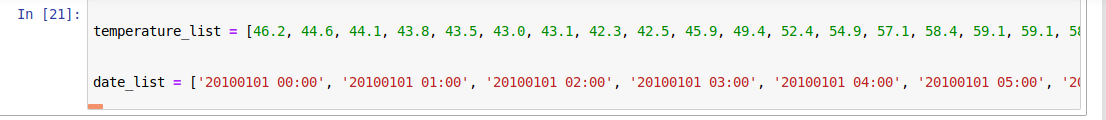 In [21]:
temperature_list = [46.2, 44.6, 44.1, 43.8, 43.5, 43.0, 43.1, 42.3, 42.5, 45.9, 49.4, 52.4, 54.9, 57.1, 58.4, 59.1, 59.1, 58
date_list = ['20100101 00:00', '20100101 01:00', '20100101 02:00', '20100101 03:00', '20100101 04:00', '20100101 05:00', '20